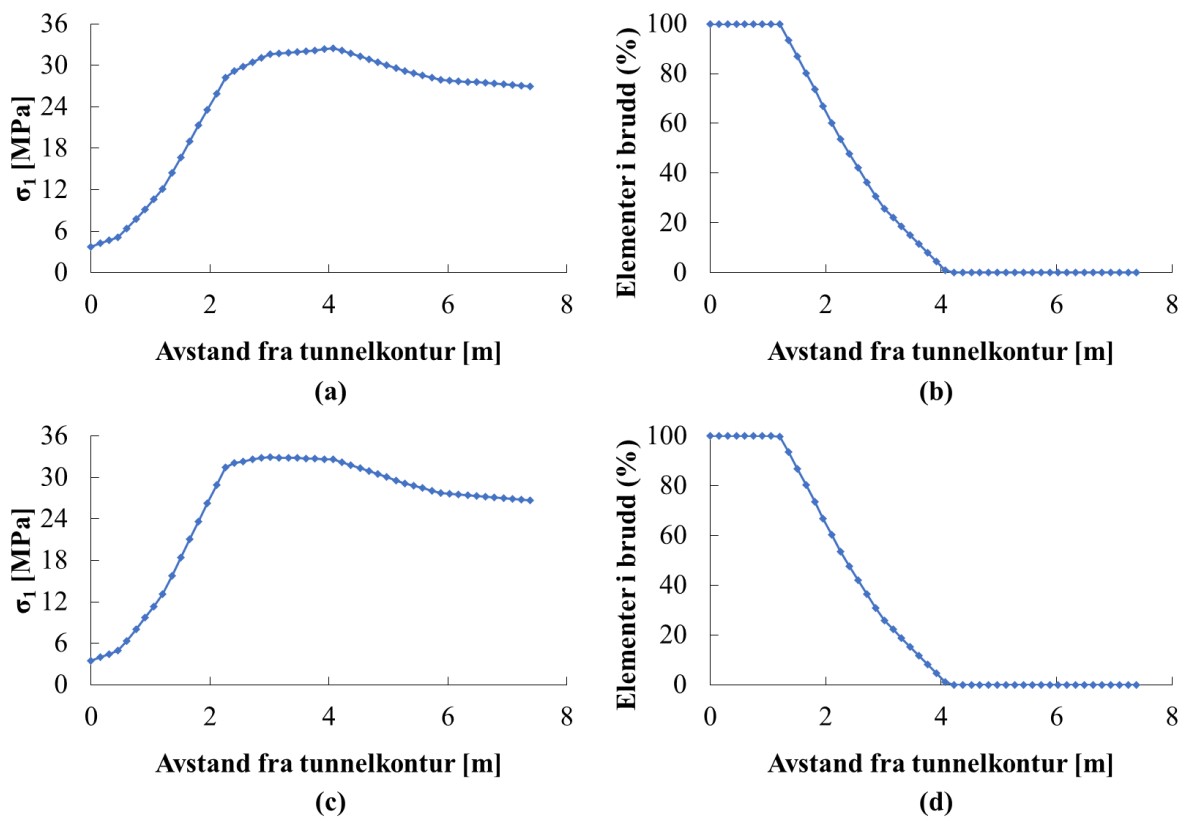 σ₁ [MPa]
36
30
24
18
12
6
0
0 2 4 6 8
Avstand fra tunnelkontur [m]
(a)
Elementer i brudd (%)
100
80
60
40
20
0
0 2 4 6 8
Avstand fra tunnelkontur [m]
(b)
σ₁ [MPa]
36
30
24
18
12
6
0
0 2 4 6 8
Avstand fra tunnelkontur [m]
(c)
Elementer i brudd (%)
100
80
60
40
20
0
0 2 4 6 8
Avstand fra tunnelkontur [m]
(d)